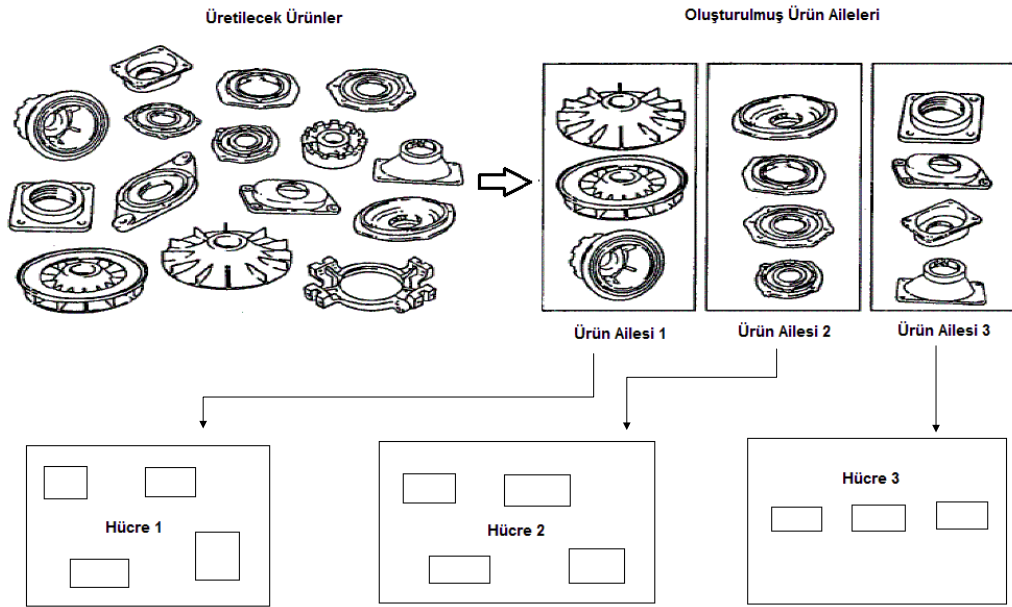 Üretilecek Ürünler
Oluşturulmuş Ürün Aileleri
Ürün Ailesi 1
Ürün Ailesi 2
Ürün Ailesi 3
Hücre 1
Hücre 2
Hücre 3